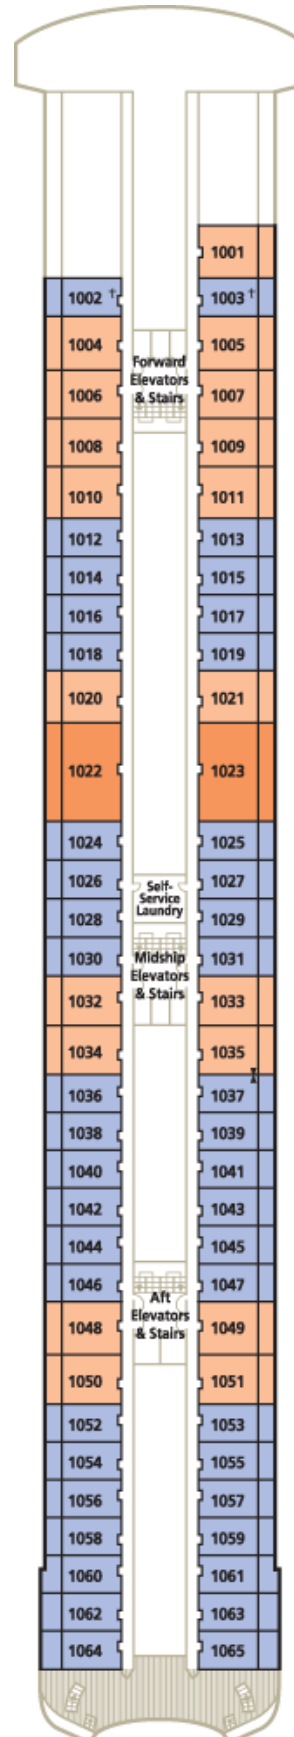 1001
1002 † 1003 †
1004 Forward 1005
Elevators
1006 & Stairs 1007
1008 1009
1010 1011
1012 1013
1014 1015
1016 1017
1018 1019
1020 1021
1022 1023
1024 1025
1026 Self- 1027
Service
1028 Laundry 1029
1030 Midship 1031
Elevators
1032 & Stairs 1033
1034 1035
1036 1037
1038 1039
1040 1041
1042 1043
1044 1045
1046 1047
Aft
1048 Elevators 1049
& Stairs
1050 1051
1052 1053
1054 1055
1056 1057
1058 1059
1060 1061
1062 1063
1064 1065